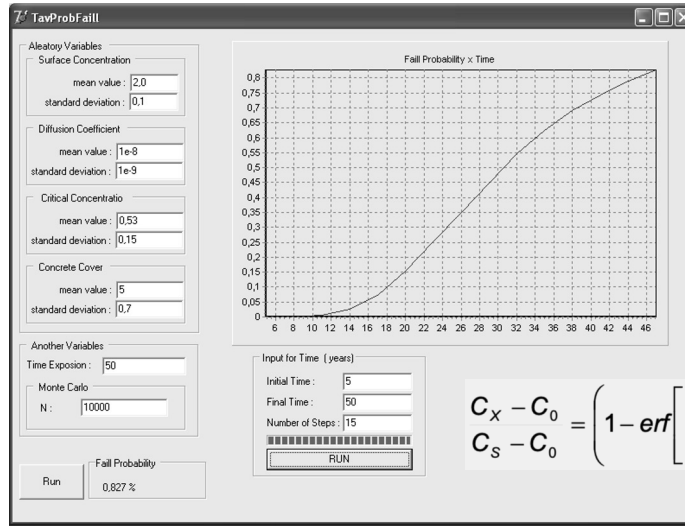 TavProbFaill
Aleatory Variables
Surface Concentration
mean value : 2,0
standard deviation : 0,1
Diffusion Coefficient
mean value : 1e-8
standard deviation : 1e-9
Critical Concentratio
mean value : 0,53
standard deviation : 0,15
Concrete Cover
mean value : 5
standard deviation : 0,7
Another Variables
Time Exposion : 50
Monte Carlo
N : 10000
Run
Faill Probability
0,827 %
Faill Probability x Time
0,8
0,75
0,7
0,65
0,6
0,55
0,5
0,45
0,4
0,35
0,3
0,25
0,2
0,15
0,1
0,05
0
6 8 10 12 14 16 18 20 22 24 26 28 30 32 34 36 38 40 42 44 46
Input for Time (years)
Initial Time : 5
Final Time : 50
Number of Steps : 15
RUN
C_X − C_0 / C_S − C_0 = ( 1 − erf [